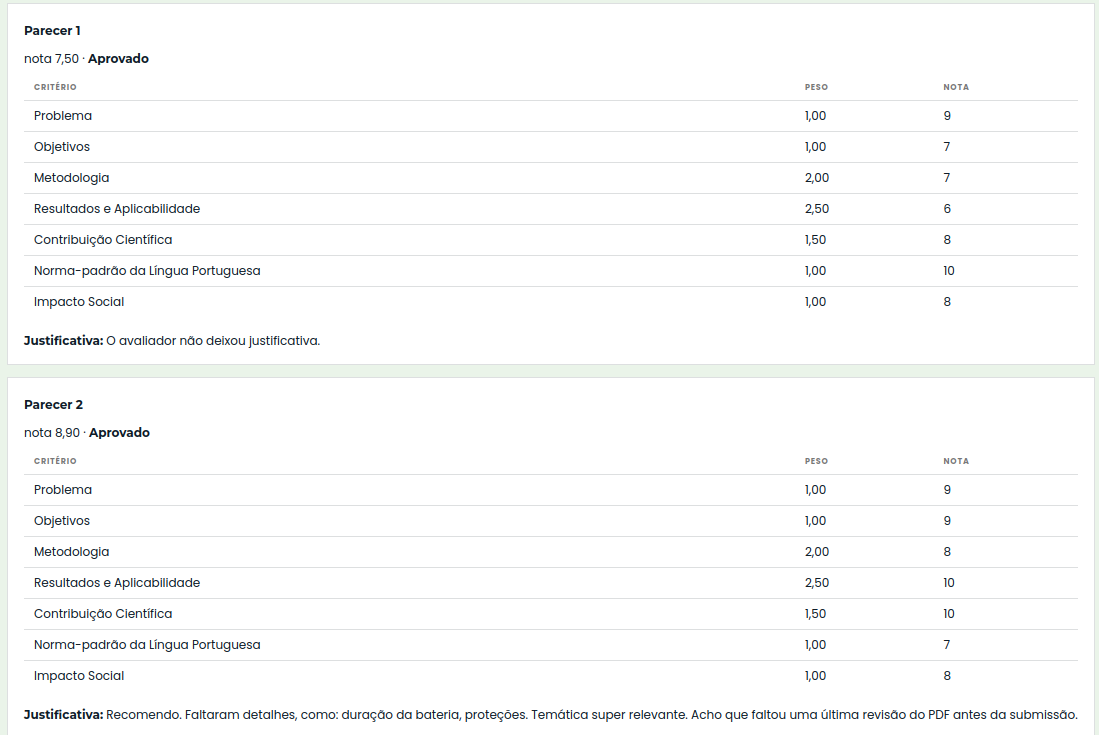 Parecer 1
nota 7,50 · Aprovado
CRITÉRIO PESO NOTA
Problema 1,00 9
Objetivos 1,00 7
Metodologia 2,00 7
Resultados e Aplicabilidade 2,50 6
Contribuição Científica 1,50 8
Norma-padrão da Língua Portuguesa 1,00 10
Impacto Social 1,00 8
Justificativa: O avaliador não deixou justificativa.
Parecer 2
nota 8,90 · Aprovado
CRITÉRIO PESO NOTA
Problema 1,00 9
Objetivos 1,00 9
Metodologia 2,00 8
Resultados e Aplicabilidade 2,50 10
Contribuição Científica 1,50 10
Norma-padrão da Língua Portuguesa 1,00 7
Impacto Social 1,00 8
Justificativa: Recomendo. Faltaram detalhes, como: duração da bateria, proteções. Temática super relevante. Acho que faltou uma última revisão do PDF antes da submissão.